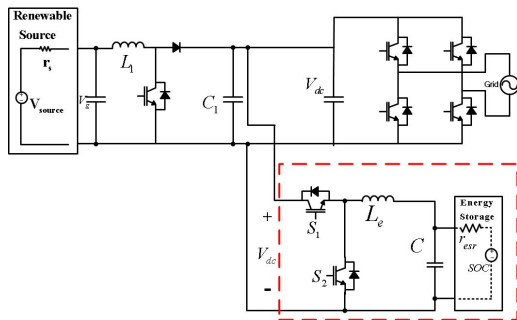 Renewable
Source
r_s
V_source
+
-
V_g
L_1
C_1
V_dc
Grid
+
V_dc
-
S_1
S_2
L_e
C
Energy
Storage
r_esr
+
-
SOC